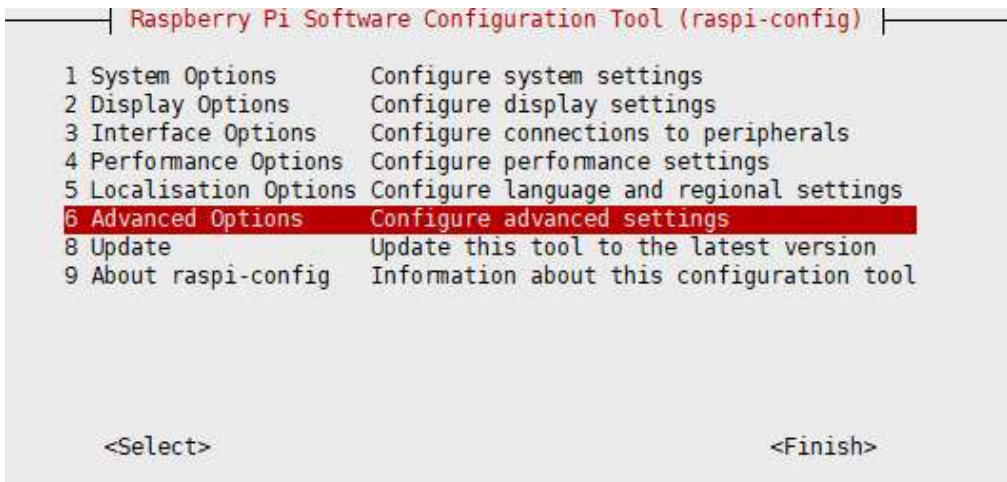 Raspberry Pi Software Configuration Tool (raspi-config)
1 System Options Configure system settings
2 Display Options Configure display settings
3 Interface Options Configure connections to peripherals
4 Performance Options Configure performance settings
5 Localisation Options Configure language and regional settings
6 Advanced Options Configure advanced settings
8 Update Update this tool to the latest version
9 About raspi-config Information about this configuration tool
<Select> <Finish>